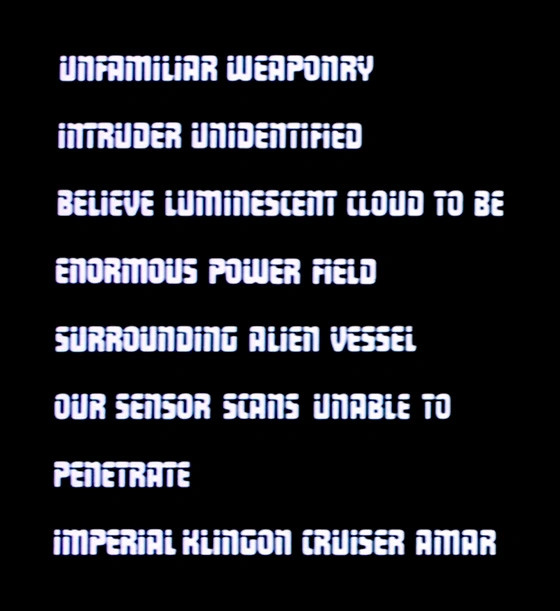 UNFAMILIAR WEAPONRY
INTRUDER UNIDENTIFIED
BELIEVE LUMINESCENT CLOUD TO BE
ENORMOUS POWER FIELD
SURROUNDING ALIEN VESSEL
OUR SENSOR SCANS UNABLE TO
PENETRATE
IMPERIAL KLINGON CRUISER AMAR